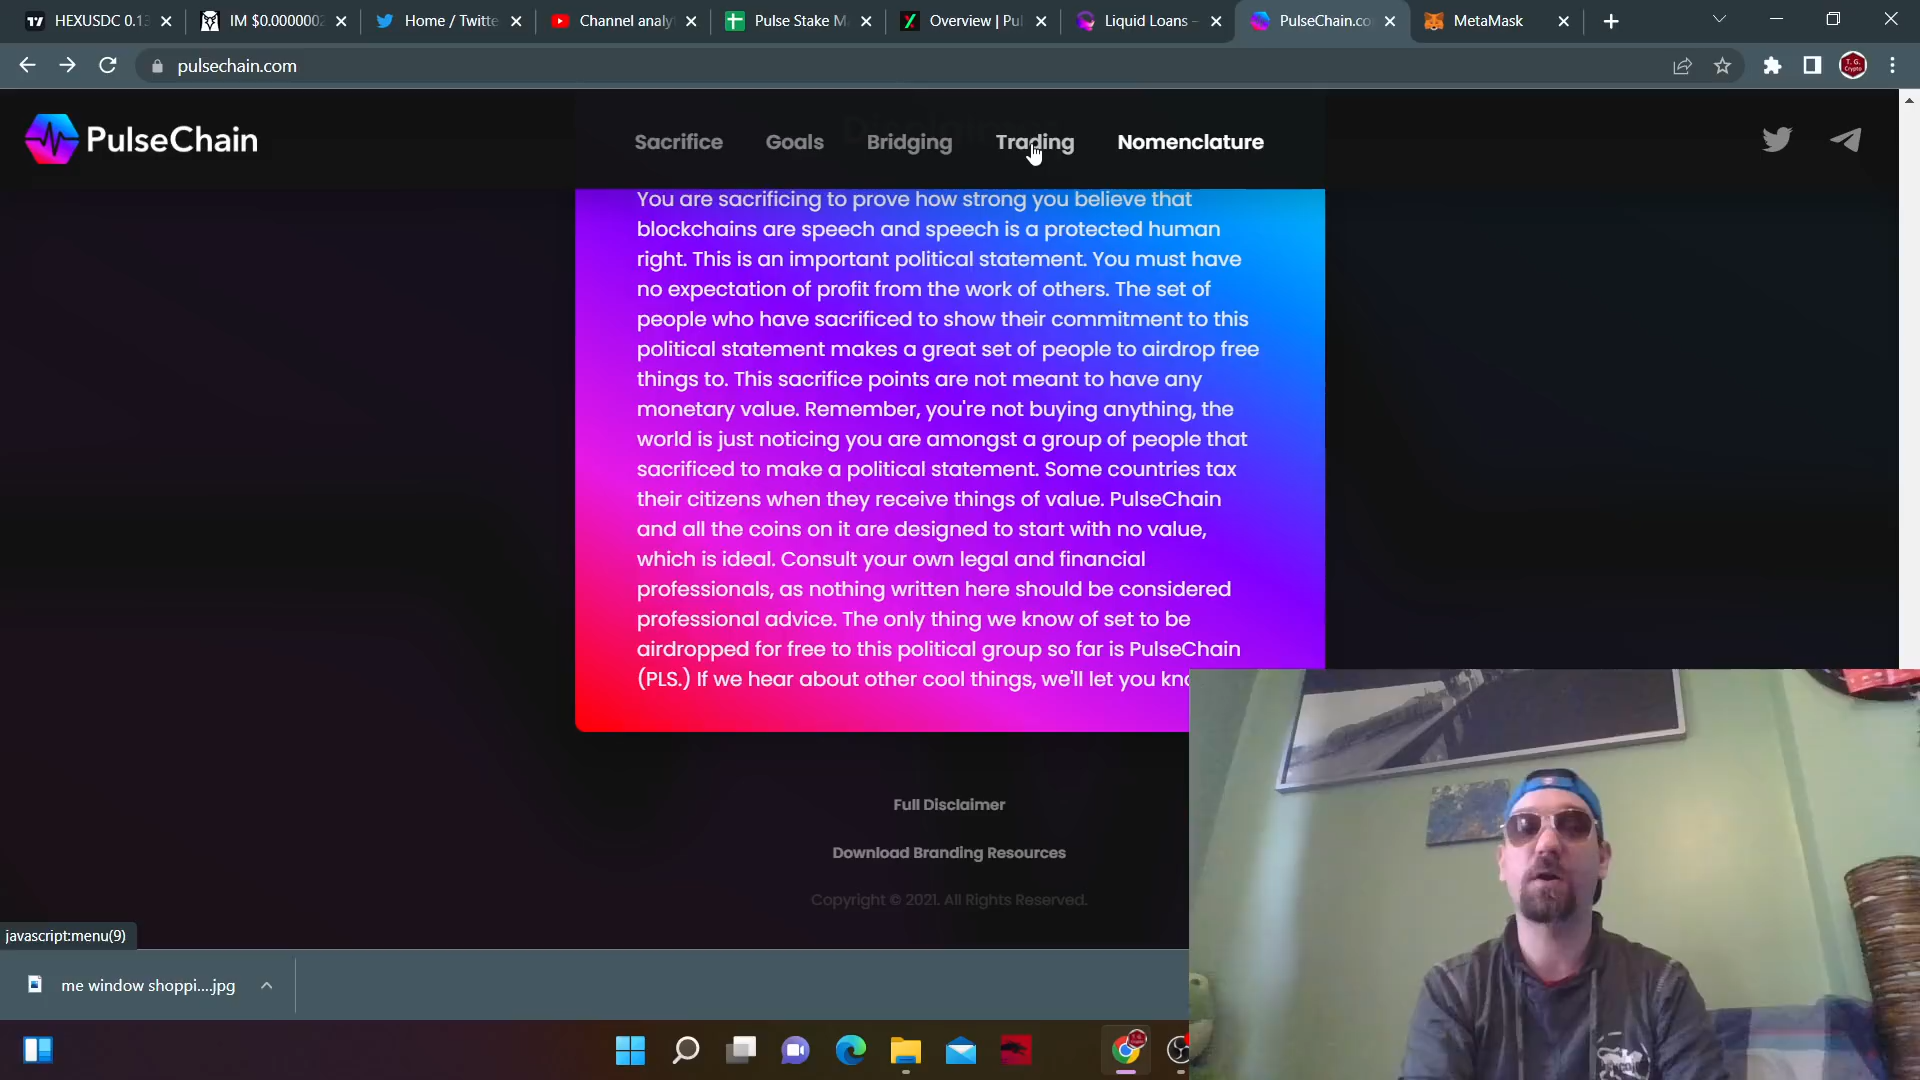 HEXUSDC 0.13
IM $0.0000002
Home / Twitte
Channel analy
Pulse Stake M
Overview | Pul
Liquid Loans -
PulseChain.co
MetaMask
pulsechain.com
T. G.
Crypto
PulseChain
Sacrifice
Goals
Bridging
Trading
Nomenclature
You are sacrificing to prove how strong you believe that
blockchains are speech and speech is a protected human
right. This is an important political statement. You must have
no expectation of profit from the work of others. The set of
people who have sacrificed to show their commitment to this
political statement makes a great set of people to airdrop free
things to. This sacrifice points are not meant to have any
monetary value. Remember, you're not buying anything, the
world is just noticing you are amongst a group of people that
sacrificed to make a political statement. Some countries tax
their citizens when they receive things of value. PulseChain
and all the coins on it are designed to start with no value,
which is ideal. Consult your own legal and financial
professionals, as nothing written here should be considered
professional advice. The only thing we know of set to be
airdropped for free to this political group so far is PulseChain
(PLS.) If we hear about other cool things, we'll let you kno
Full Disclaimer
Download Branding Resources
Copyright © 2021. All Rights Reserved.
javascript:menu(9)
me window shoppi....jpg